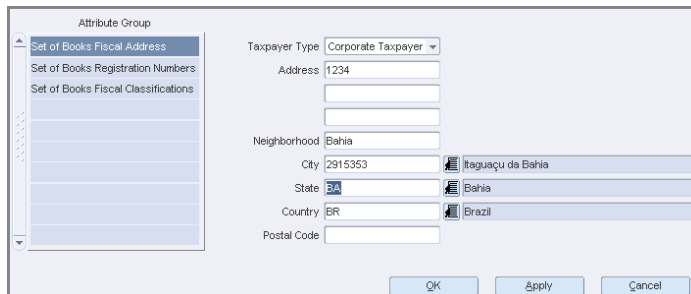 Attribute Group
Set of Books Fiscal Address
Set of Books Registration Numbers
Set of Books Fiscal Classifications
Taxpayer Type Corporate Taxpayer
Address 1234
Neighborhood Bahia
City 2915353 Itaguaçu da Bahia
State BA Bahia
Country BR Brazil
Postal Code
OK Apply Cancel